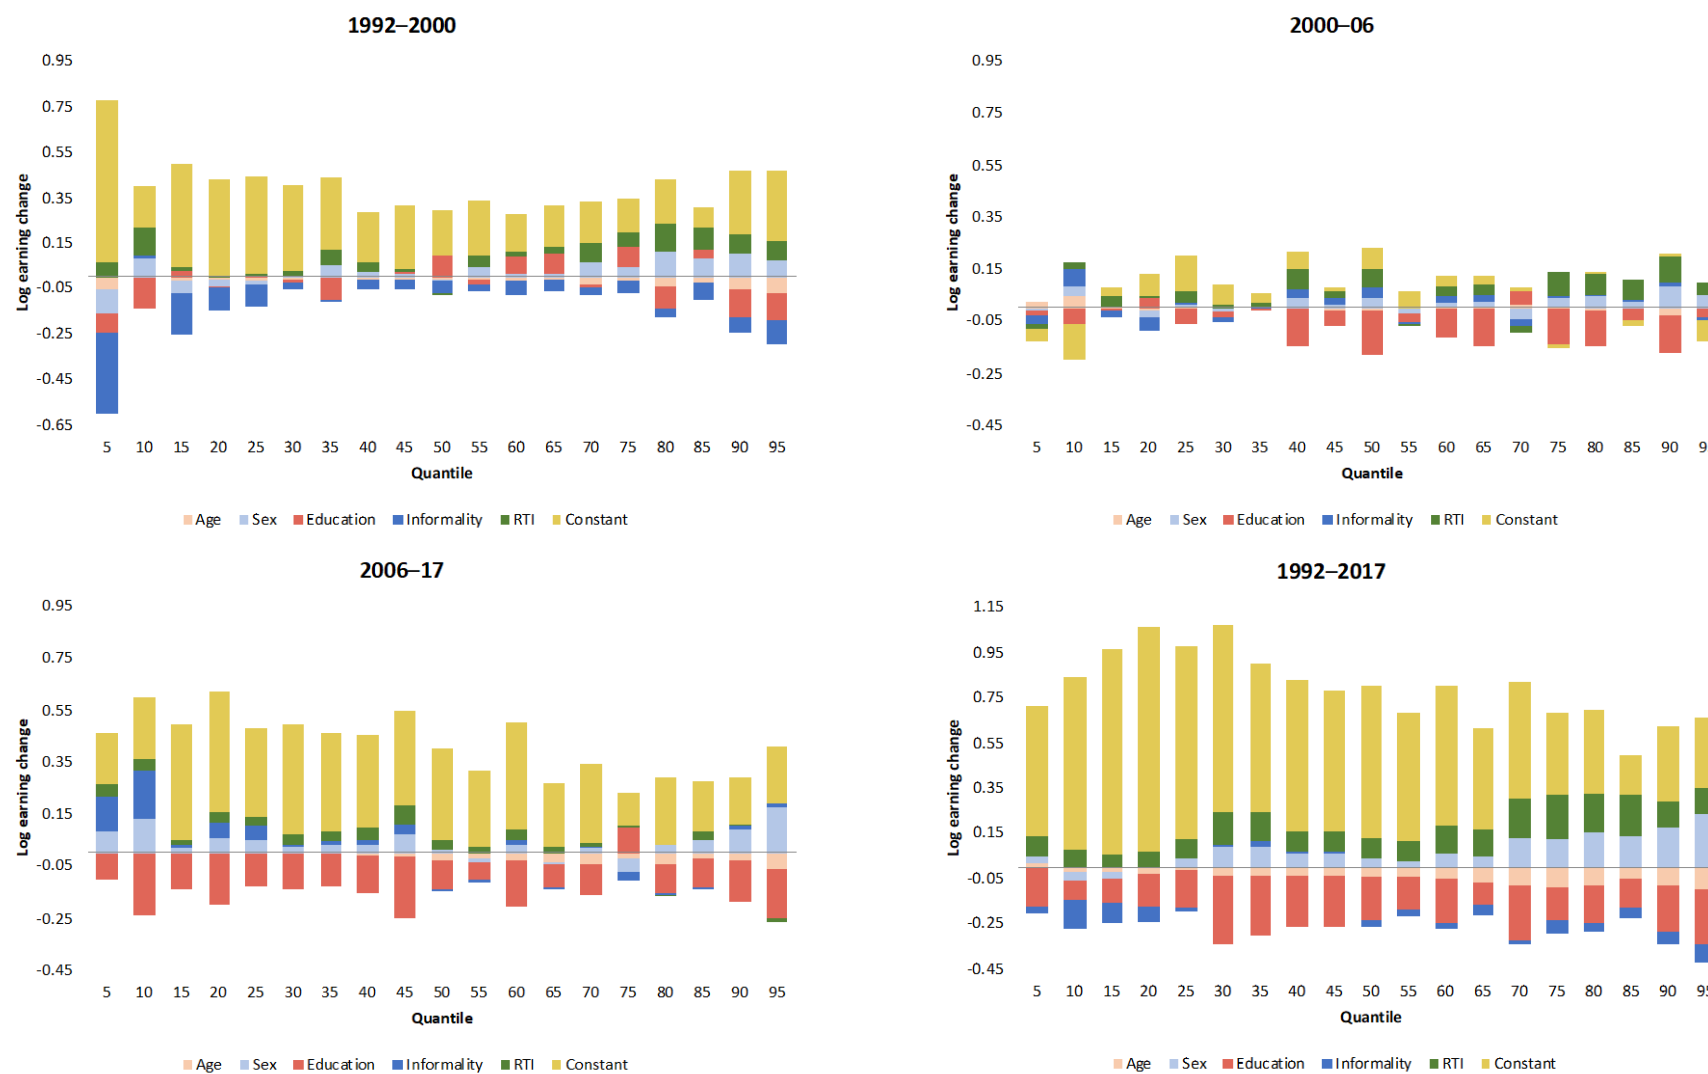 1992–2000
0.95
0.75
0.55
0.35
0.15
-0.05
-0.25
-0.45
-0.65
Log earning change
5 10 15 20 25 30 35 40 45 50 55 60 65 70 75 80 85 90 95
Quantile
Age Sex Education Informality RTI Constant
2000–06
0.95
0.75
0.55
0.35
0.15
-0.05
-0.25
-0.45
Log earning change
5 10 15 20 25 30 35 40 45 50 55 60 65 70 75 80 85 90
Quantile
Age Sex Education Informality RTI Constant
2006–17
0.95
0.75
0.55
0.35
0.15
-0.05
-0.25
-0.45
Log earning change
5 10 15 20 25 30 35 40 45 50 55 60 65 70 75 80 85 90 95
Quantile
Age Sex Education Informality RTI Constant
1992–2017
1.15
0.95
0.75
0.55
0.35
0.15
-0.05
-0.25
-0.45
Log earning change
5 10 15 20 25 30 35 40 45 50 55 60 65 70 75 80 85 90
Quantile
Age Sex Education Informality RTI Constant